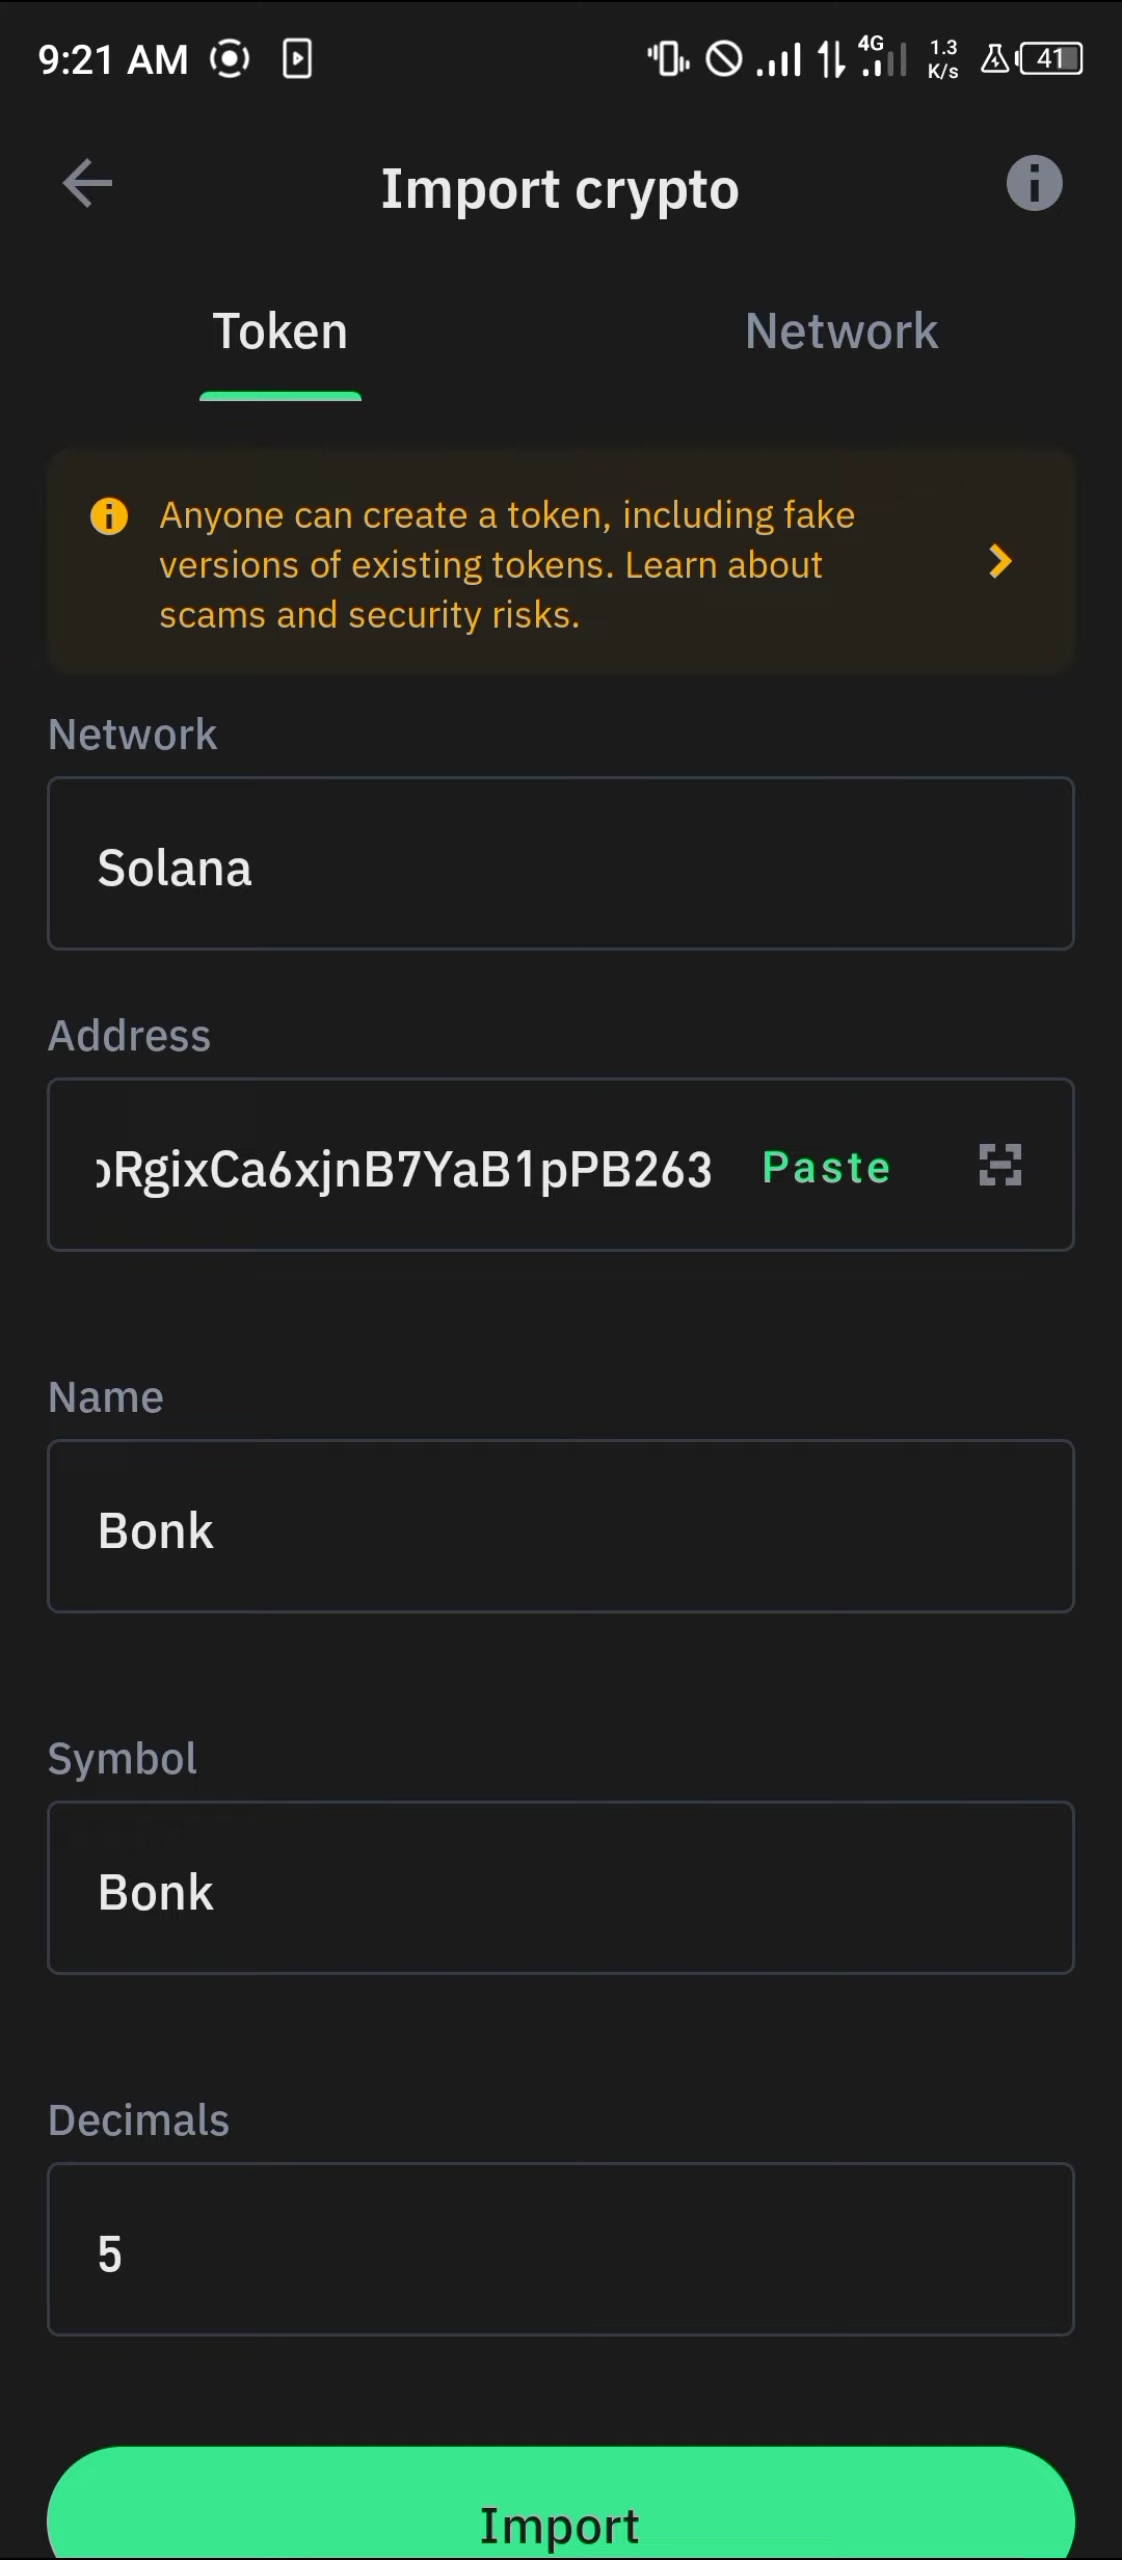 9:21 AM
4G
1.3
K/s
41
Import crypto
Token
Network
Anyone can create a token, including fake
versions of existing tokens. Learn about
scams and security risks.
Network
Solana
Address
RgixCa6xjnB7YaB1pPB263
Paste
Name
Bonk
Symbol
Bonk
Decimals
5
Import